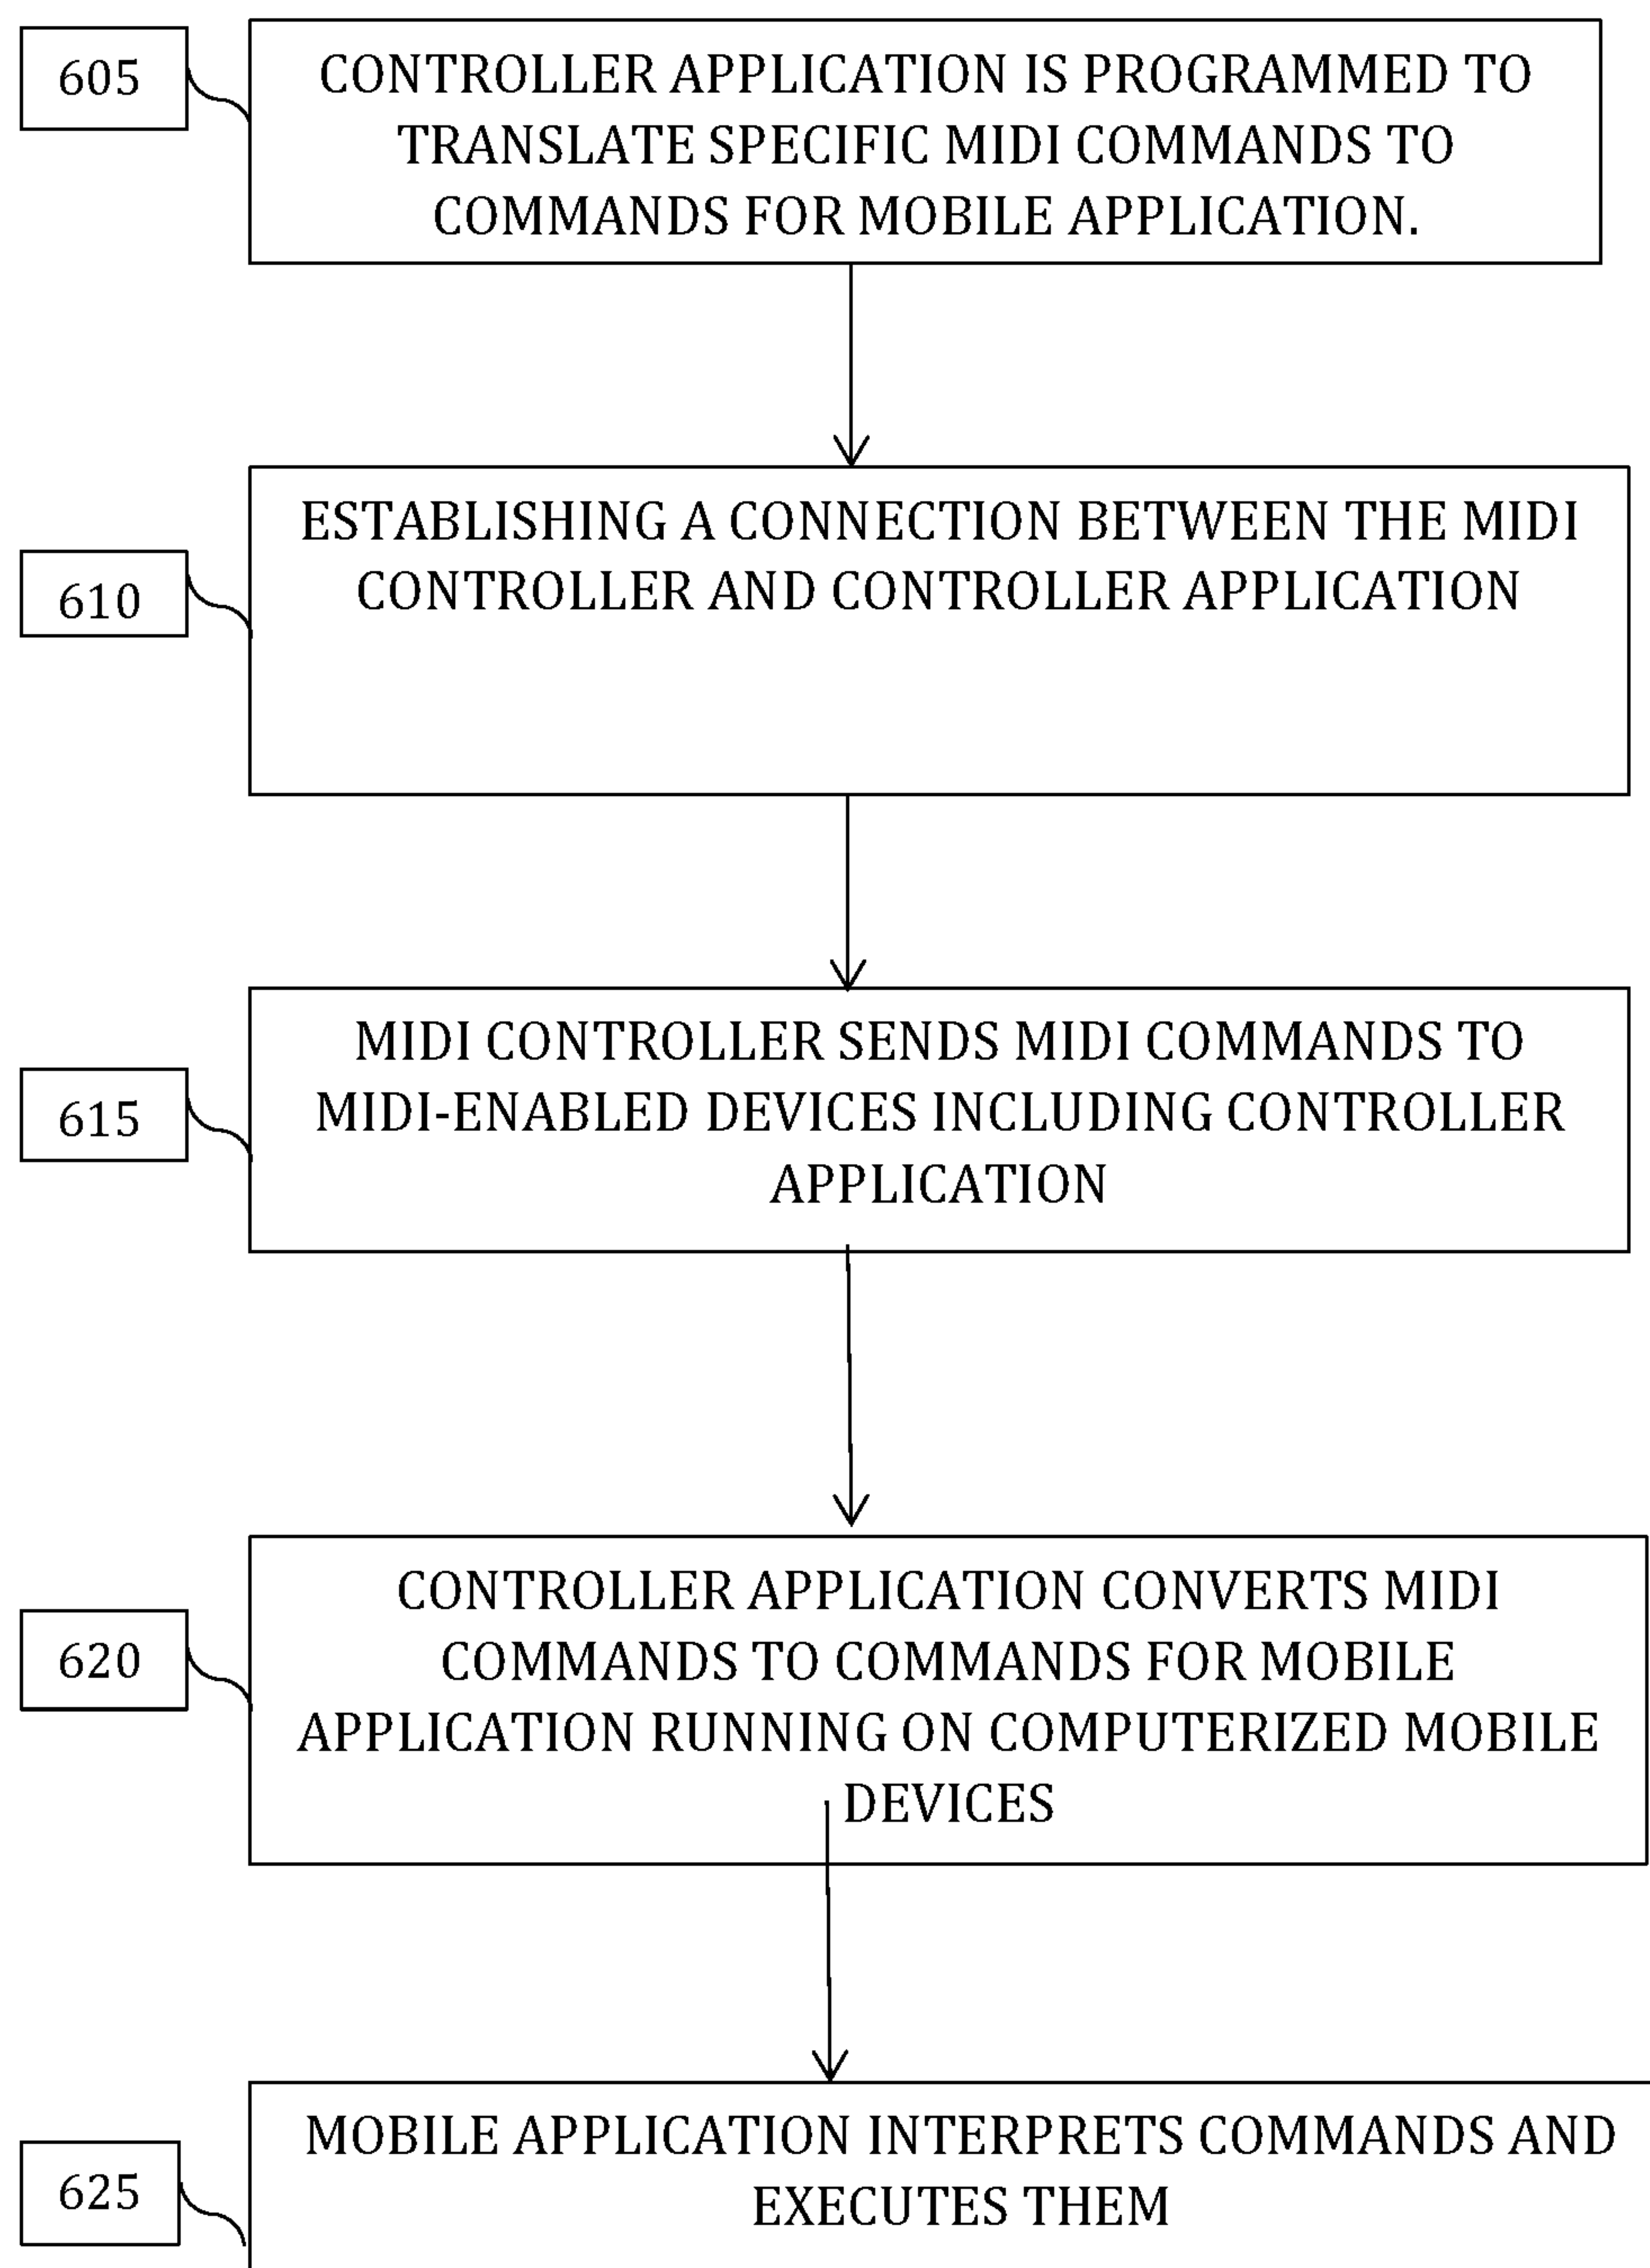 605
CONTROLLER APPLICATION IS PROGRAMMED TO
TRANSLATE SPECIFIC MIDI COMMANDS TO
COMMANDS FOR MOBILE APPLICATION.
610
ESTABLISHING A CONNECTION BETWEEN THE MIDI
CONTROLLER AND CONTROLLER APPLICATION
615
MIDI CONTROLLER SENDS MIDI COMMANDS TO
MIDI-ENABLED DEVICES INCLUDING CONTROLLER
APPLICATION
620
CONTROLLER APPLICATION CONVERTS MIDI
COMMANDS TO COMMANDS FOR MOBILE
APPLICATION RUNNING ON COMPUTERIZED MOBILE
DEVICES
625
MOBILE APPLICATION INTERPRETS COMMANDS AND
EXECUTES THEM